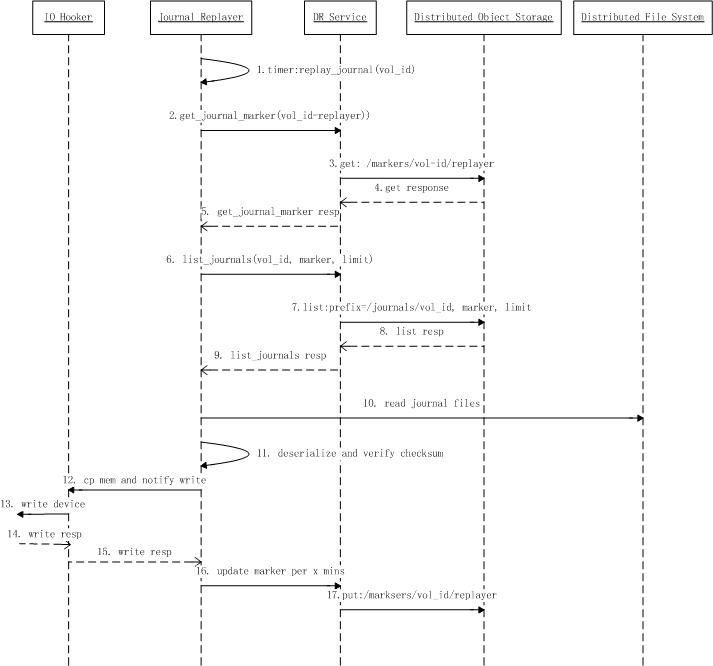 IO Hooker
Journal Replayer
DR Service
Distributed Object Storage
Distributed File System
1.timer:replay_journal(vol_id)
2.get_journal_marker(vol_id-replayer))
3.get: /markers/vol-id/replayer
4.get response
5. get_journal_marker resp
6. list_journals(vol_id, marker, limit)
7.list:prefix=/journals/vol_id, marker, limit
8. list resp
9. list_journals resp
10. read journal files
11. deserialize and verify checksum
12. cp mem and notify write
13. write device
14. write resp
15. write resp
16. update marker per x mins
17.put:/marksers/vol_id/replayer